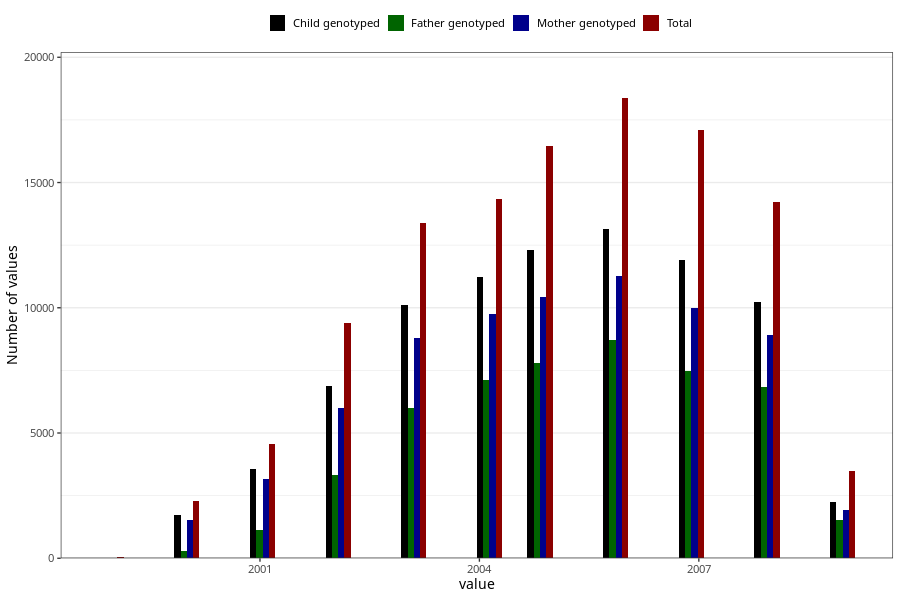 Child genotyped Father genotyped Mother genotyped Total
20000
15000
10000
5000
0
Number of values
2001 2004 2007
value